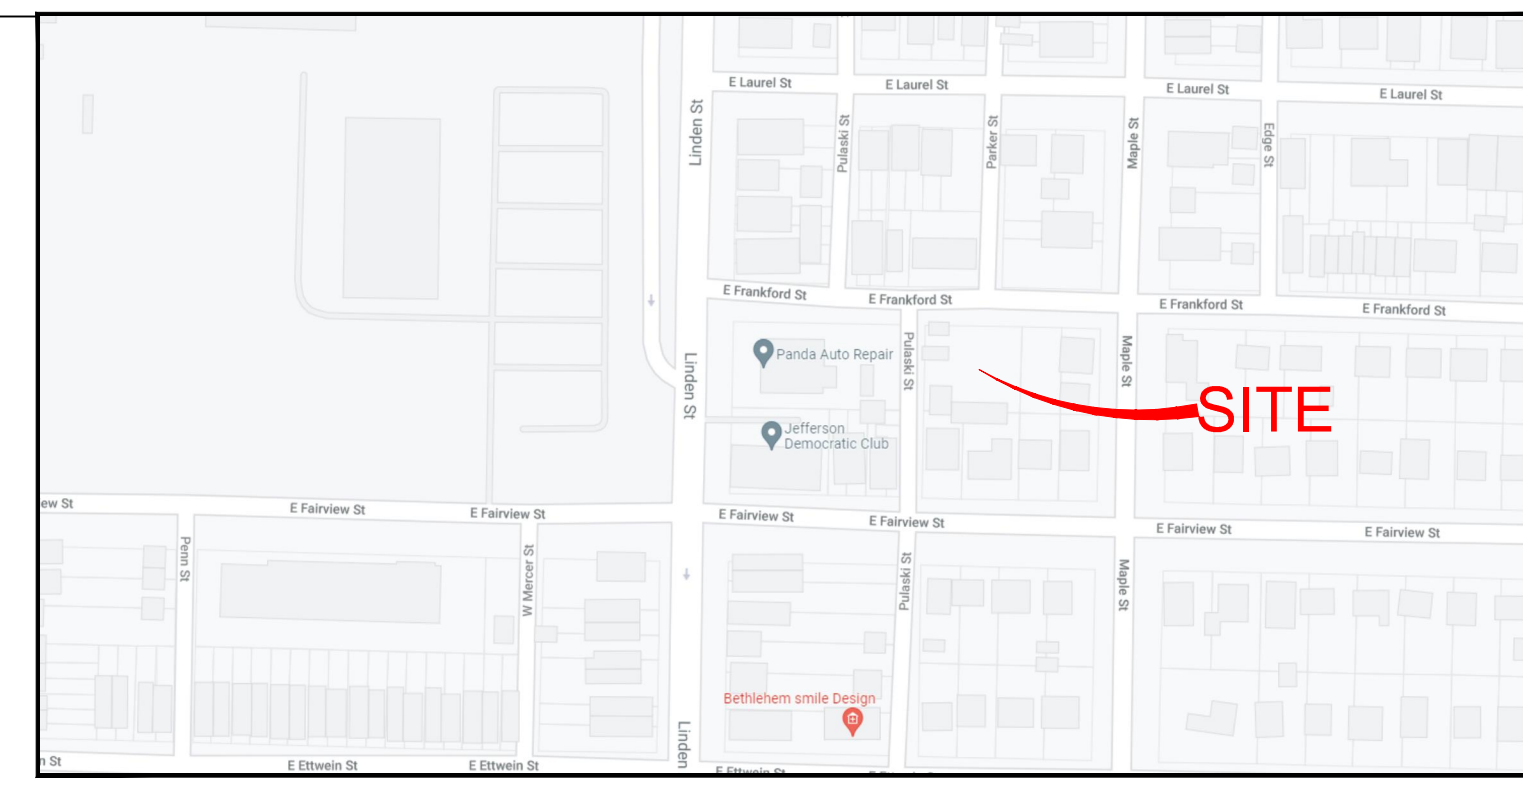 E Laurel St
E Laurel St
E Laurel St
E Laurel St
Linden St
Pulaski St
Parker St
Maple St
Edge St
E Frankford St
E Frankford St
E Frankford St
E Frankford St
Panda Auto Repair
Linden St
Pulaski St
Maple St
SITE
Jefferson
Democratic Club
ew St
E Fairview St
E Fairview St
E Fairview St
E Fairview St
E Fairview St
E Fairview St
Penn St
W Mercer St
Pulaski St
Maple St
Bethlehem smile Design
Linden
n St
E Ettwein St
E Ettwein St
E Ettwein St